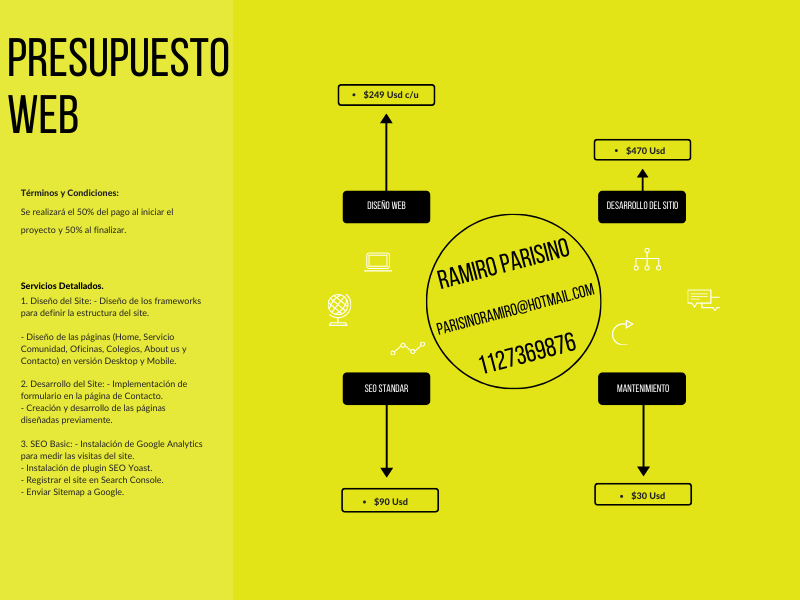 PRESUPUESTO
WEB
Términos y Condiciones:
Se realizará el 50% del pago al iniciar el
proyecto y 50% al finalizar.
Servicios Detallados.
1. Diseño del Site: - Diseño de los frameworks
para definir la estructura del site.
- Diseño de las páginas (Home, Servicio
Comunidad, Oficinas, Colegios, About us y
Contacto) en versión Desktop y Mobile.
2. Desarrollo del Site: - Implementación de
formulario en la página de Contacto.
- Creación y desarrollo de las páginas
diseñadas previamente.
3. SEO Basic: - Instalación de Google Analytics
para medir las visitas del site.
- Instalación de plugin SEO Yoast.
- Registrar el site en Search Console.
- Enviar Sitemap a Google.
• $249 Usd c/u
DISEÑO WEB
• $470 Usd
DESARROLLO DEL SITIO
RAMIRO PARISINO
PARISINORAMIRO@HOTMAIL.COM
1127369876
SEO STANDAR
• $90 Usd
MANTENIMIENTO
• $30 Usd